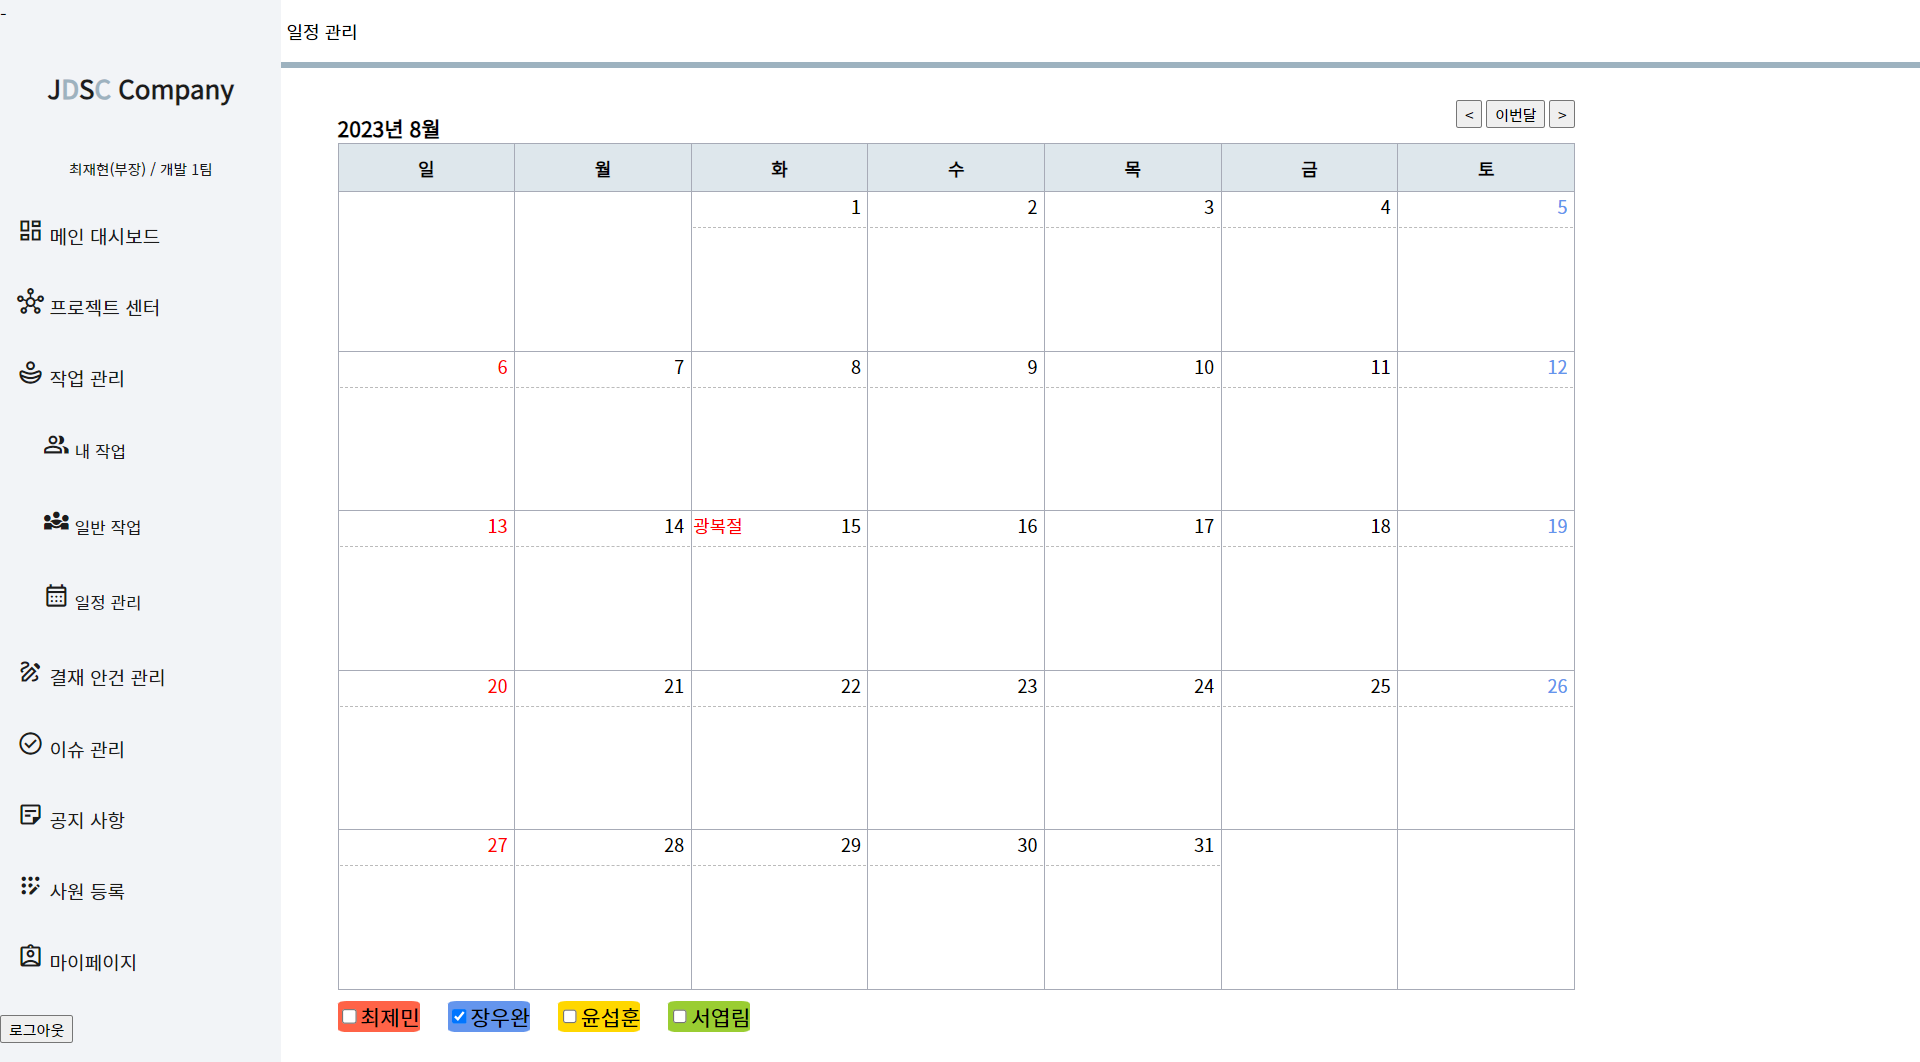 -
JDSC Company
최재현(부장) / 개발 1팀
메인 대시보드
프로젝트 센터
작업 관리
내 작업
일반 작업
일정 관리
결재 안건 관리
이슈 관리
공지 사항
사원 등록
마이페이지
로그아웃
일정 관리
2023년 8월
< 이번달 >
일 월 화 수 목 금 토
1 2 3 4 5
6 7 8 9 10 11 12
13 14 광복절 15 16 17 18 19
20 21 22 23 24 25 26
27 28 29 30 31
최제민 장우완 윤섭훈 서엽림